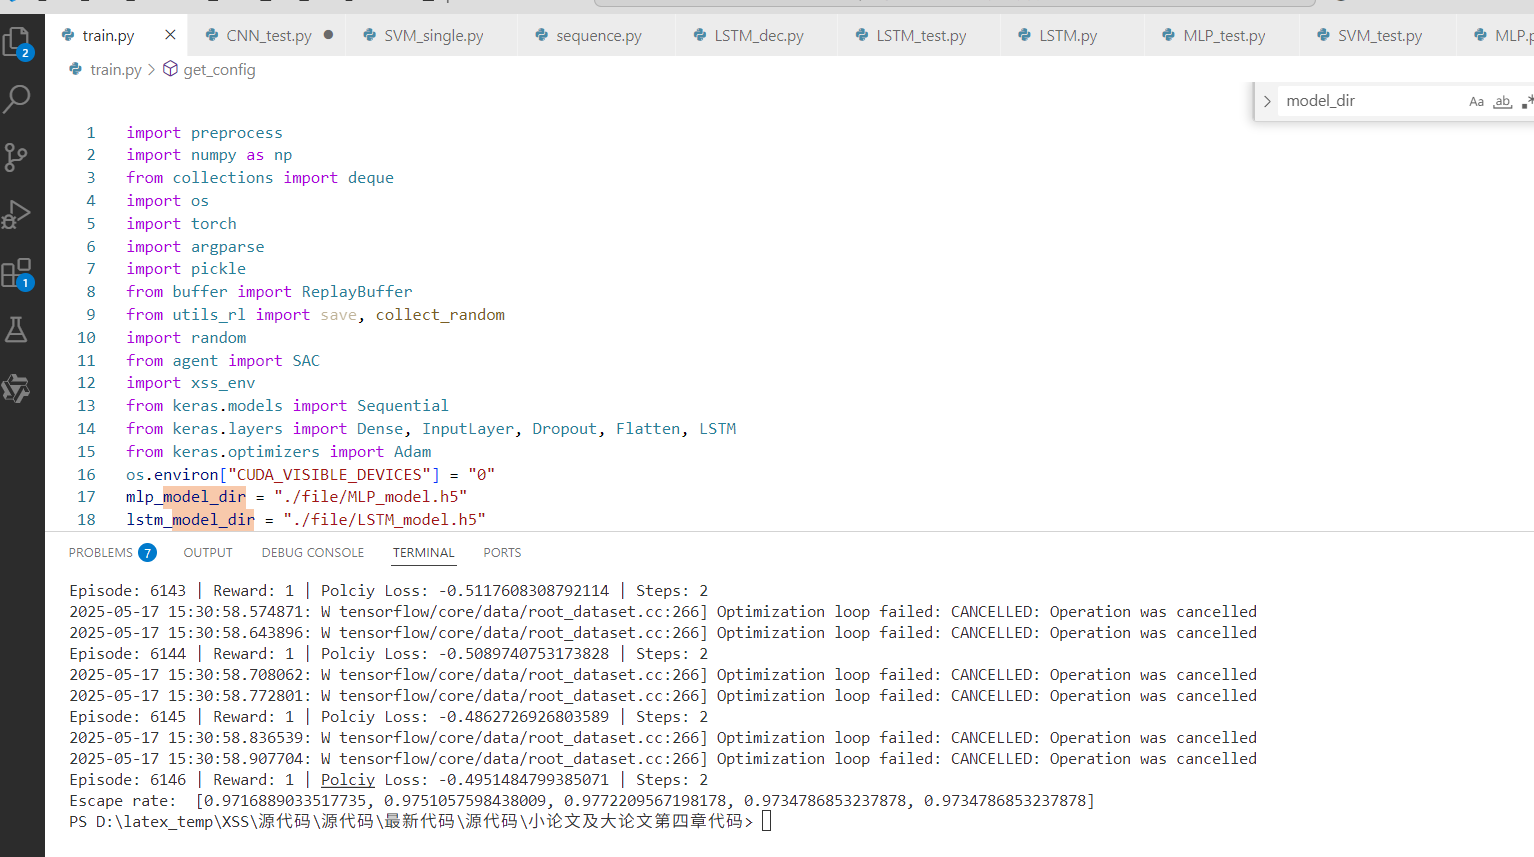 2
1
train.py
CNN_test.py
SVM_single.py
sequence.py
LSTM_dec.py
LSTM_test.py
LSTM.py
MLP_test.py
SVM_test.py
MLP.p
train.py > get_config
model_dir
Aa
ab
1 import preprocess
2 import numpy as np
3 from collections import deque
4 import os
5 import torch
6 import argparse
7 import pickle
8 from buffer import ReplayBuffer
9 from utils_rl import save, collect_random
10 import random
11 from agent import SAC
12 import xss_env
13 from keras.models import Sequential
14 from keras.layers import Dense, InputLayer, Dropout, Flatten, LSTM
15 from keras.optimizers import Adam
16 os.environ["CUDA_VISIBLE_DEVICES"] = "0"
17 mlp_model_dir = "./file/MLP_model.h5"
18 lstm_model_dir = "./file/LSTM_model.h5"
PROBLEMS 7 OUTPUT DEBUG CONSOLE TERMINAL PORTS
Episode: 6143 | Reward: 1 | Polciy Loss: -0.5117608308792114 | Steps: 2
2025-05-17 15:30:58.574871: W tensorflow/core/data/root_dataset.cc:266] Optimization loop failed: CANCELLED: Operation was cancelled
2025-05-17 15:30:58.643896: W tensorflow/core/data/root_dataset.cc:266] Optimization loop failed: CANCELLED: Operation was cancelled
Episode: 6144 | Reward: 1 | Polciy Loss: -0.5089740753173828 | Steps: 2
2025-05-17 15:30:58.708062: W tensorflow/core/data/root_dataset.cc:266] Optimization loop failed: CANCELLED: Operation was cancelled
2025-05-17 15:30:58.772801: W tensorflow/core/data/root_dataset.cc:266] Optimization loop failed: CANCELLED: Operation was cancelled
Episode: 6145 | Reward: 1 | Polciy Loss: -0.4862726926803589 | Steps: 2
2025-05-17 15:30:58.836539: W tensorflow/core/data/root_dataset.cc:266] Optimization loop failed: CANCELLED: Operation was cancelled
2025-05-17 15:30:58.907704: W tensorflow/core/data/root_dataset.cc:266] Optimization loop failed: CANCELLED: Operation was cancelled
Episode: 6146 | Reward: 1 | Polciy Loss: -0.4951484799385071 | Steps: 2
Escape rate:  [0.9716889033517735, 0.9751057598438009, 0.9772209567198178, 0.9734786853237878, 0.9734786853237878]
PS D:\latex_temp\XSS\源代码\源代码\最新代码\源代码\小论文及大论文第四章代码>